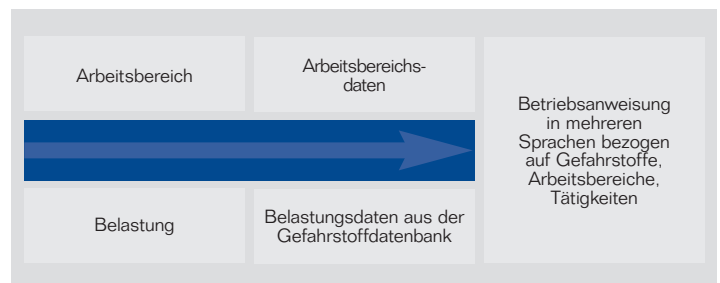 Arbeitsbereich
Arbeitsbereichs-
daten
Belastung
Belastungsdaten aus der
Gefahrstoffdatenbank
Betriebsanweisung
in mehreren
Sprachen bezogen
auf Gefahrstoffe,
Arbeitsbereiche,
Tätigkeiten